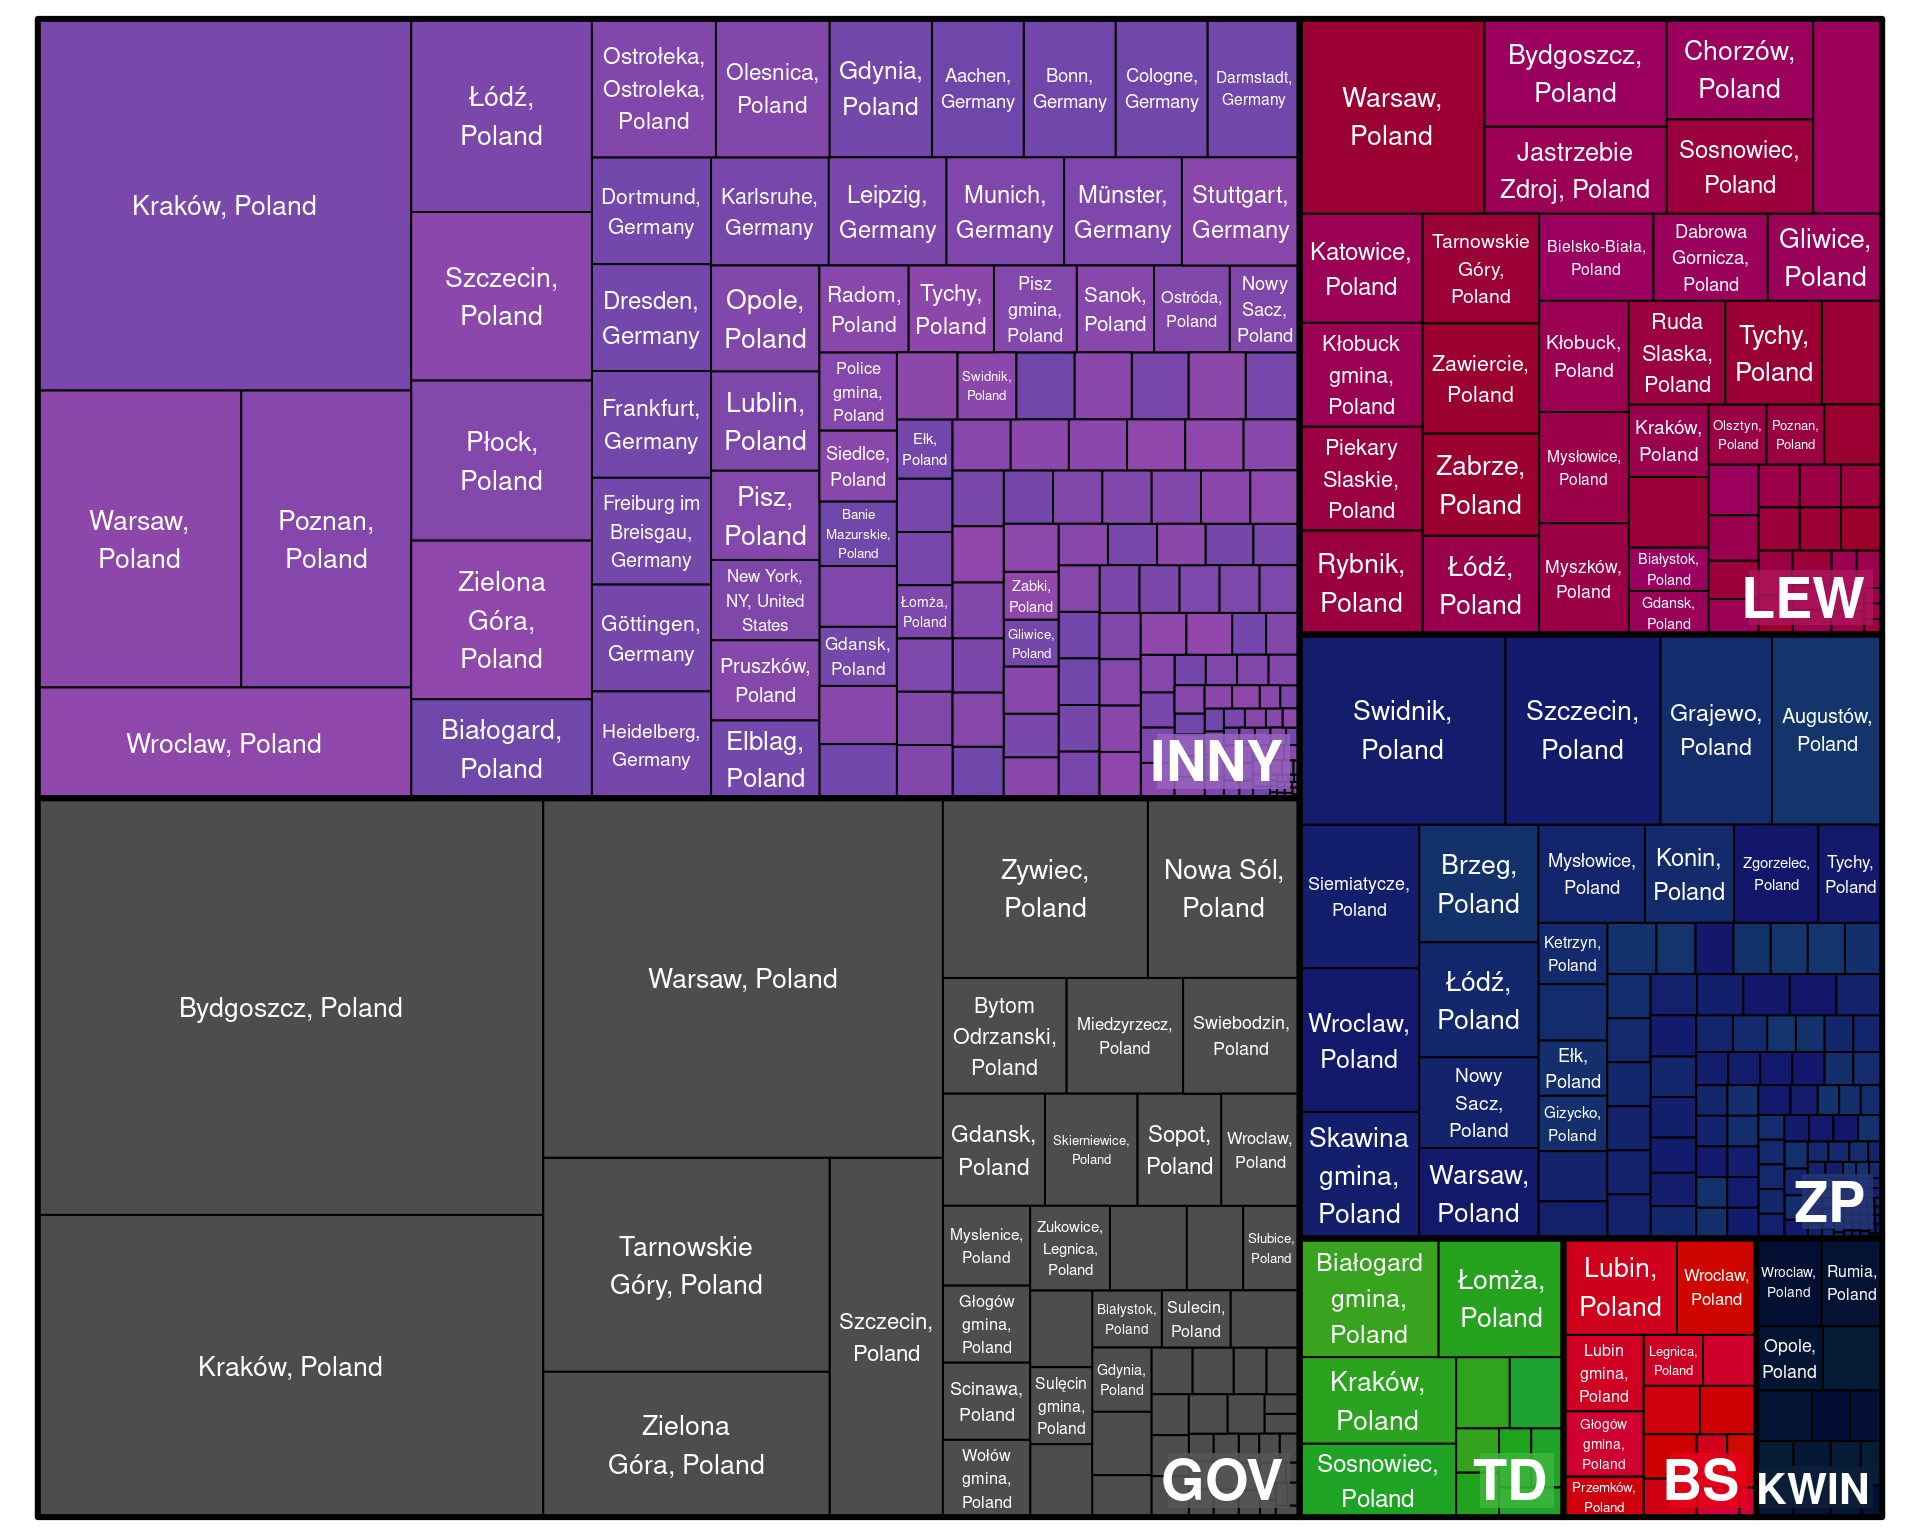 Kraków, Poland
Warsaw,
Poland
Poznan,
Poland
Wroclaw, Poland
Łódź,
Poland
Szczecin,
Poland
Płock,
Poland
Zielona
Góra,
Poland
Białogard,
Poland
Ostrołeka,
Ostroleka,
Poland
Olesnica,
Poland
Gdynia,
Poland
Aachen,
Germany
Bonn,
Germany
Cologne,
Germany
Darmstadt,
Germany
Dortmund,
Germany
Karlsruhe,
Germany
Leipzig,
Germany
Munich,
Germany
Münster,
Germany
Stuttgart,
Germany
Dresden,
Germany
Frankfurt,
Germany
Freiburg im
Breisgau,
Germany
Göttingen,
Germany
Heidelberg,
Germany
Opole,
Poland
Lublin,
Poland
Pisz,
Poland
New York,
NY, United
States
Pruszków,
Poland
Elblag,
Poland
Radom,
Poland
Tychy,
Poland
Pisz
gmina,
Poland
Sanok,
Poland
Ostróda,
Poland
Nowy
Sacz,
Poland
Police
gmina,
Poland
Siedlce,
Poland
Banie
Mazurskie,
Poland
Gdansk,
Poland
Swidnik,
Poland
Ełk,
Poland
Łomża,
Poland
Zabki,
Poland
Gliwice,
Poland
INNY
Warsaw,
Poland
Bydgoszcz,
Poland
Jastrzebie
Zdroj, Poland
Chorzów,
Poland
Sosnowiec,
Poland
Katowice,
Poland
Kłobuck
gmina,
Poland
Piekary
Slaskie,
Poland
Rybnik,
Poland
Tarnowskie
Góry,
Poland
Zawiercie,
Poland
Zabrze,
Poland
Łódź,
Poland
Bielsko-Biała,
Poland
Dabrowa
Gornicza,
Poland
Gliwice,
Poland
Kłobuck,
Poland
Mysłowice,
Poland
Myszków,
Poland
Ruda
Slaska,
Poland
Tychy,
Poland
Kraków,
Poland
Olsztyn,
Poland
Poznan,
Poland
Białystok,
Poland
Gdansk,
Poland
LEW
Swidnik,
Poland
Szczecin,
Poland
Grajewo,
Poland
Augustów,
Poland
Siemiatycze,
Poland
Wroclaw,
Poland
Skawina
gmina,
Poland
Brzeg,
Poland
Łódź,
Poland
Nowy
Sacz,
Poland
Warsaw,
Poland
Mysłowice,
Poland
Konin,
Poland
Zgorzelec,
Poland
Tychy,
Poland
Ketrzyn,
Poland
Ełk,
Poland
Gizycko,
Poland
ZP
Bydgoszcz, Poland
Kraków, Poland
Warsaw, Poland
Tarnowskie
Góry, Poland
Zielona
Góra, Poland
Szczecin,
Poland
Zywiec,
Poland
Nowa Sól,
Poland
Bytom
Odrzanski,
Poland
Miedzyrzecz,
Poland
Swiebodzin,
Poland
Gdansk,
Poland
Skierniewice,
Poland
Sopot,
Poland
Wroclaw,
Poland
Myslenice,
Poland
Głogów
gmina,
Poland
Scinawa,
Poland
Wołów
gmina,
Poland
Zukowice,
Legnica,
Poland
Słubice,
Poland
Sulęcin
gmina,
Poland
Białystok,
Poland
Sulecin,
Poland
Gdynia,
Poland
GOV
Białogard
gmina,
Poland
Łomża,
Poland
Kraków,
Poland
Sosnowiec,
Poland
TD
Lubin,
Poland
Wroclaw,
Poland
Lubin
gmina,
Poland
Legnica,
Poland
Głogów
gmina,
Poland
Przemków,
Poland
BS
Wroclaw,
Poland
Rumia,
Poland
Opole,
Poland
KWIN